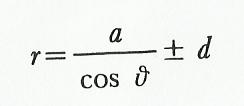 r = a / cos ϑ ± d